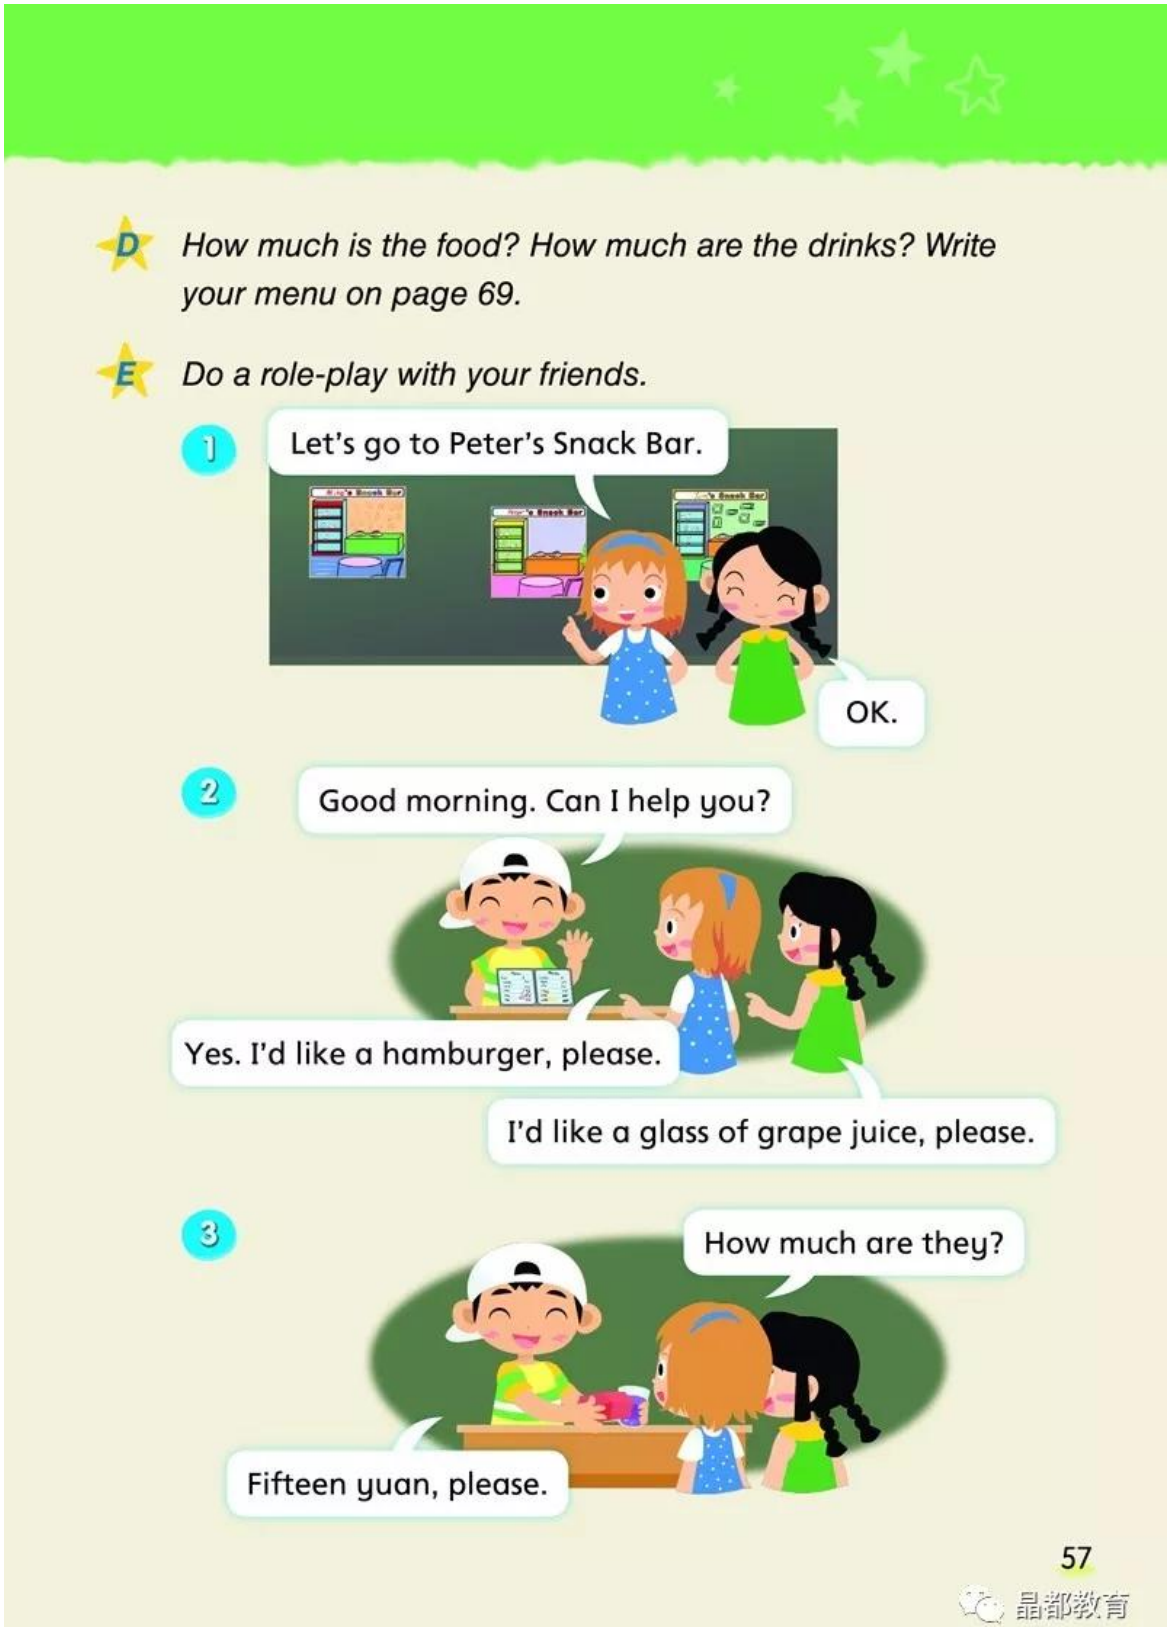 D How much is the food? How much are the drinks? Write
your menu on page 69.
E Do a role-play with your friends.
1 Let's go to Peter's Snack Bar.
's Snack Bar
's Snack Bar
's Snack Bar
OK.
2 Good morning. Can I help you?
Yes. I'd like a hamburger, please.
I'd like a glass of grape juice, please.
3 How much are they?
Fifteen yuan, please.
57
晶都教育